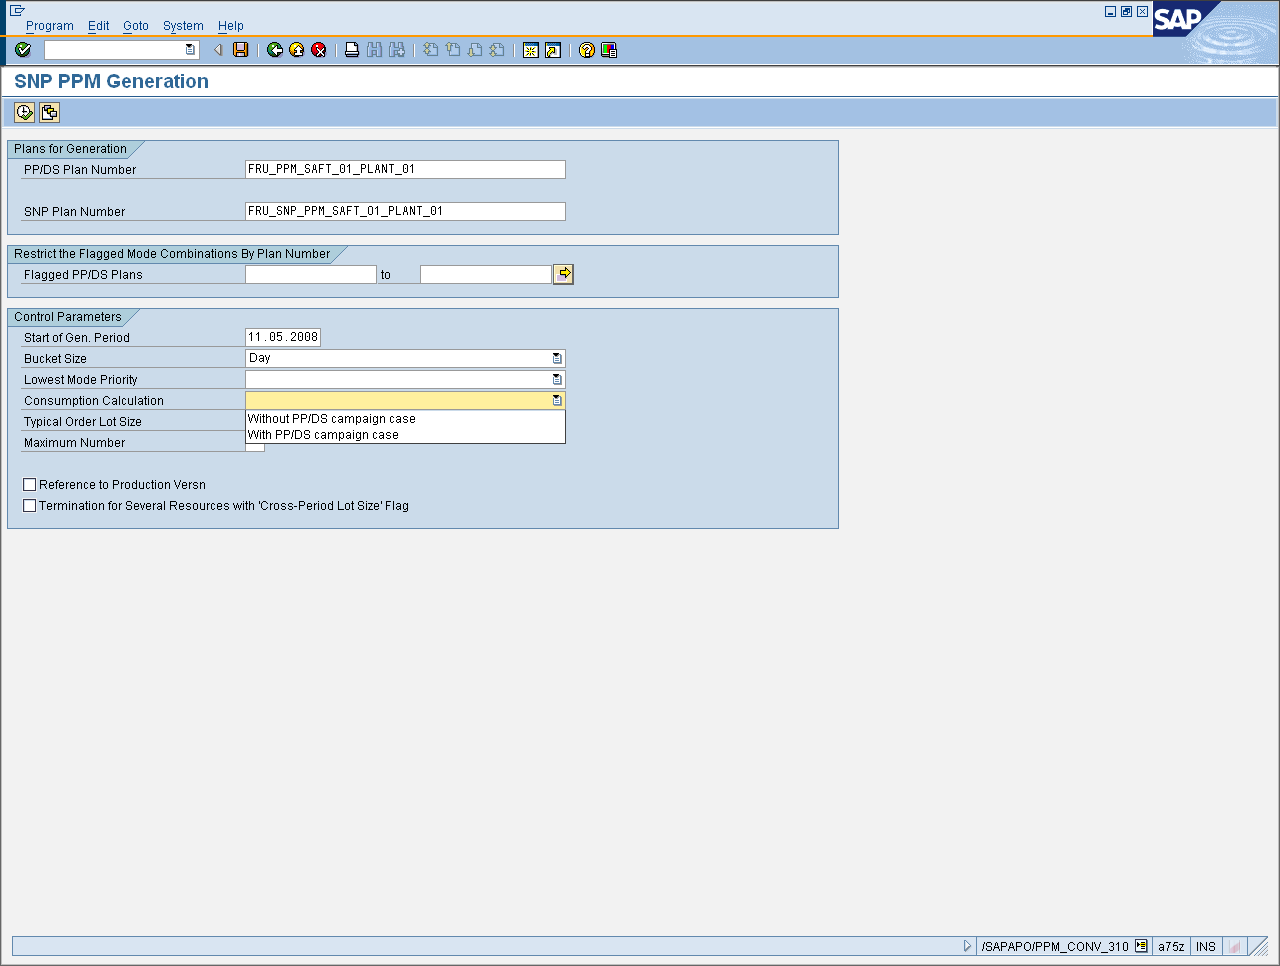 Program Edit Goto System Help
SAP
SNP PPM Generation
Plans for Generation
PP/DS Plan Number FRU_PPM_SAFT_01_PLANT_01
SNP Plan Number FRU_SNP_PPM_SAFT_01_PLANT_01
Restrict the Flagged Mode Combinations By Plan Number
Flagged PP/DS Plans to
Control Parameters
Start of Gen. Period 11.05.2008
Bucket Size Day
Lowest Mode Priority
Consumption Calculation
Typical Order Lot Size Without PP/DS campaign case
With PP/DS campaign case
Maximum Number
Reference to Production Versn
Termination for Several Resources with 'Cross-Period Lot Size' Flag
/SAPAPO/PPM_CONV_310 a75z INS